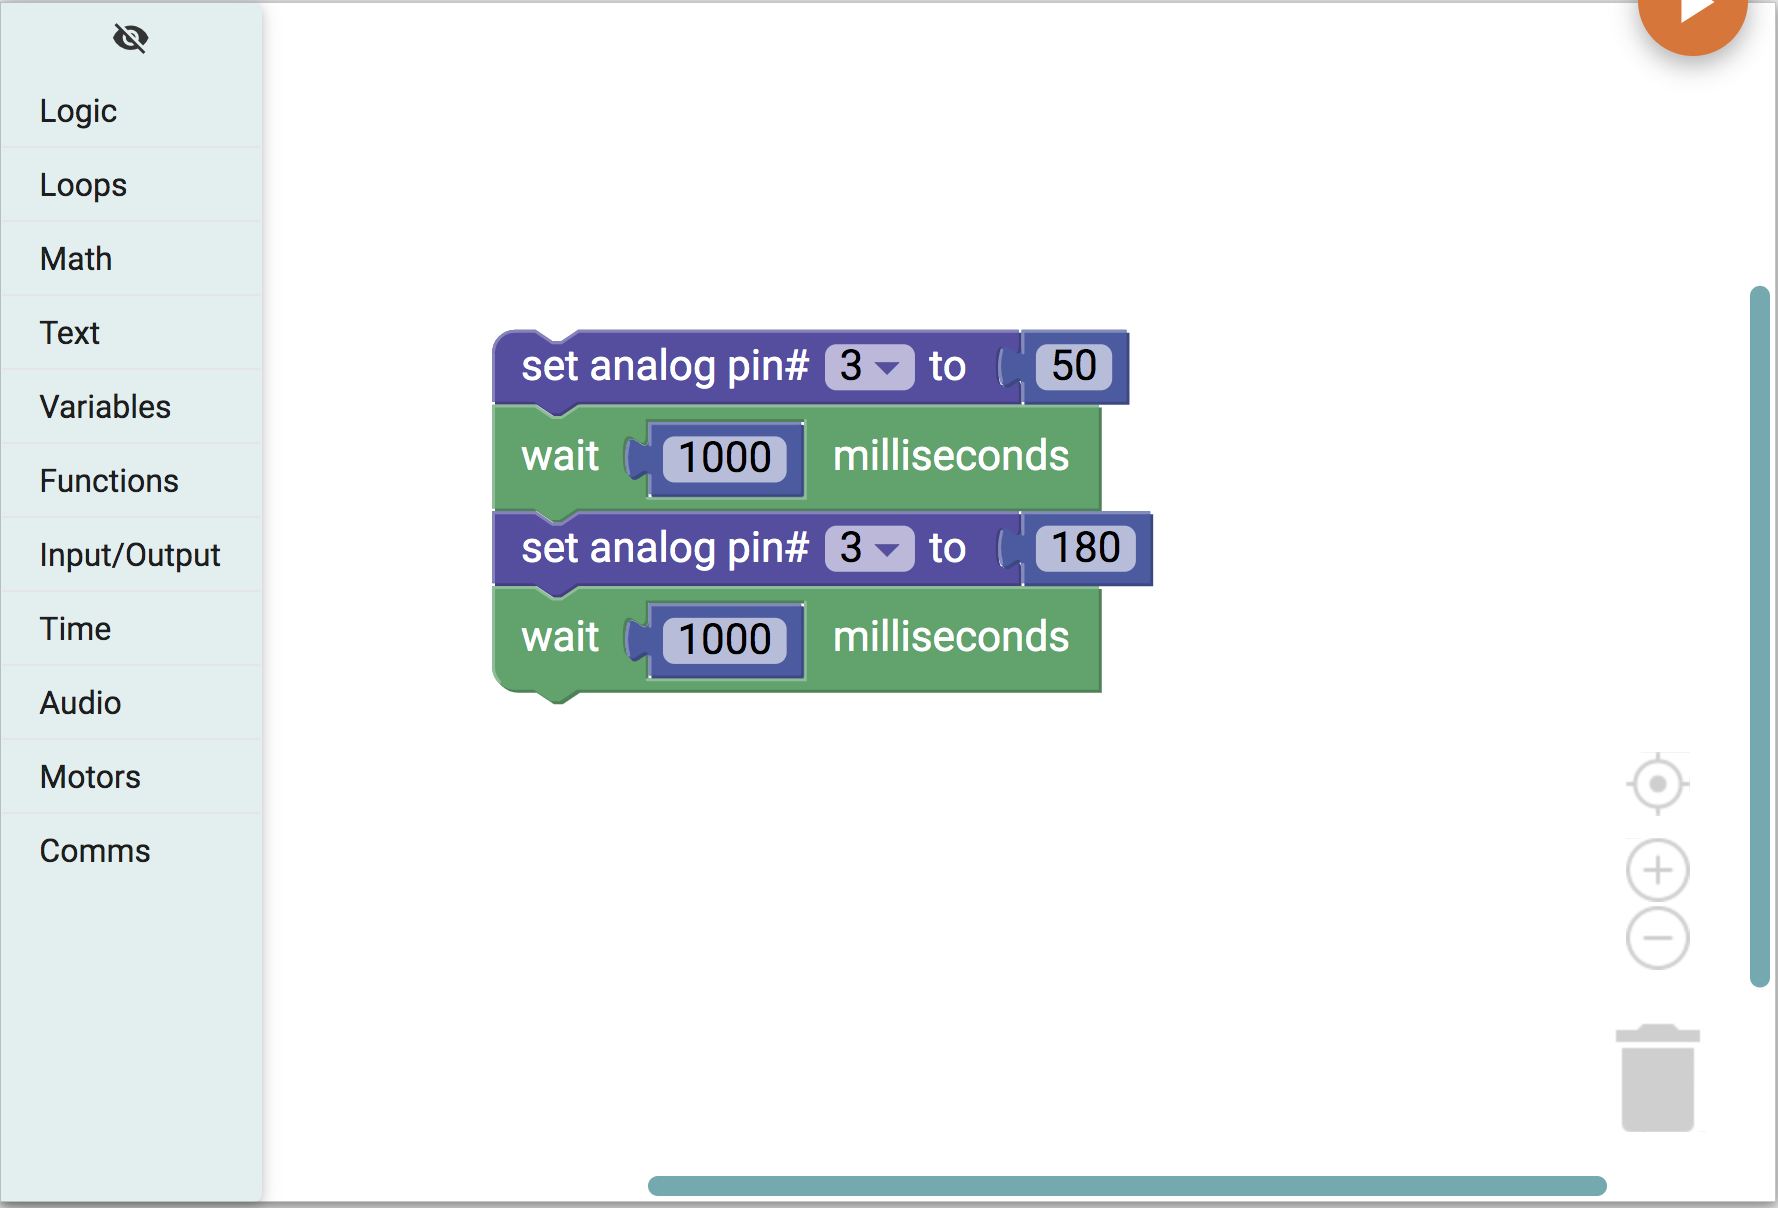 Logic
Loops
Math
Text
Variables
Functions
Input/Output
Time
Audio
Motors
Comms
set analog pin# 3 to 50
wait 1000 milliseconds
set analog pin# 3 to 180
wait 1000 milliseconds